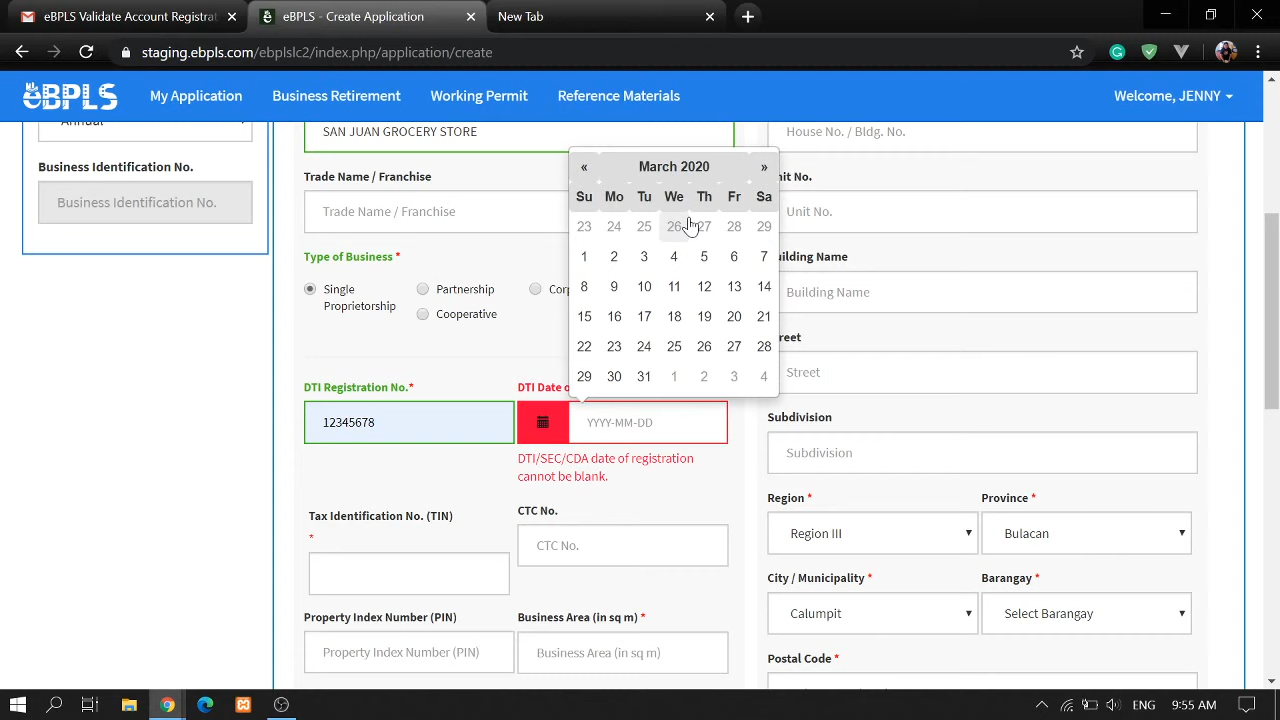 eBPLS Validate Account Registrat
eBPLS - Create Application
New Tab
staging.ebpls.com/ebplslc2/index.php/application/create
eBPLS
My Application
Business Retirement
Working Permit
Reference Materials
Welcome, JENNY
Annual
Business Identification No.
Business Identification No.
SAN JUAN GROCERY STORE
Trade Name / Franchise
Trade Name / Franchise
Type of Business *
Single Proprietorship
Partnership
Cooperative
DTI Registration No.*
12345678
DTI Date
YYYY-MM-DD
DTI/SEC/CDA date of registration
cannot be blank.
Tax Identification No. (TIN)
*
CTC No.
CTC No.
Property Index Number (PIN)
Property Index Number (PIN)
Business Area (in sq m) *
Business Area (in sq m)
« March 2020 »
Su Mo Tu We Th Fr Sa
23 24 25 26 27 28 29
1 2 3 4 5 6 7
8 9 10 11 12 13 14
15 16 17 18 19 20 21
22 23 24 25 26 27 28
29 30 31 1 2 3 4
House No. / Bldg. No.
No.
Unit No.
Name
Building Name
Street
Subdivision
Subdivision
Region *
Region III
Province *
Bulacan
City / Municipality *
Calumpit
Barangay *
Select Barangay
Postal Code *
ENG
9:55 AM